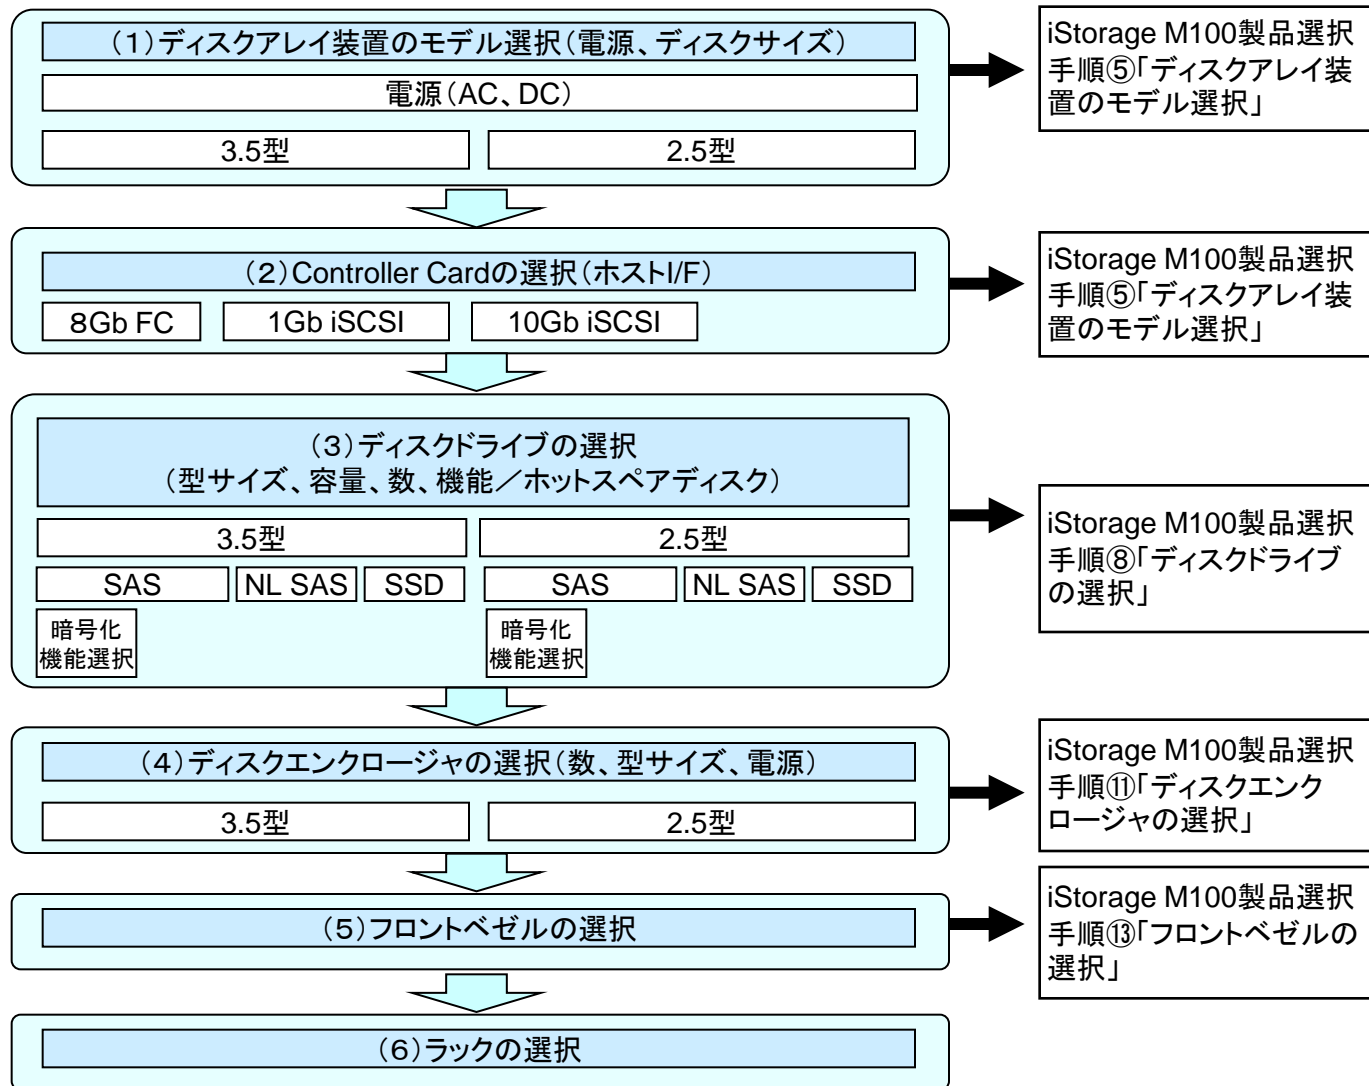 (1)ディスクアレイ装置のモデル選択(電源、ディスクサイズ)
電源(AC、DC)
3.5型
2.5型
iStorage M100製品選択
手順⑤「ディスクアレイ装
置のモデル選択」
(2)Controller Cardの選択(ホストI/F)
8Gb FC
1Gb iSCSI
10Gb iSCSI
iStorage M100製品選択
手順⑤「ディスクアレイ装
置のモデル選択」
(3)ディスクドライブの選択
(型サイズ、容量、数、機能/ホットスペアディスク)
3.5型
2.5型
SAS
NL SAS
SSD
SAS
NL SAS
SSD
暗号化
機能選択
暗号化
機能選択
iStorage M100製品選択
手順⑧「ディスクドライブ
の選択」
(4)ディスクエンクロージャの選択(数、型サイズ、電源)
3.5型
2.5型
iStorage M100製品選択
手順⑪「ディスクエンク
ロージャの選択」
(5)フロントベゼルの選択
iStorage M100製品選択
手順⑬「フロントベゼルの
選択」
(6)ラックの選択